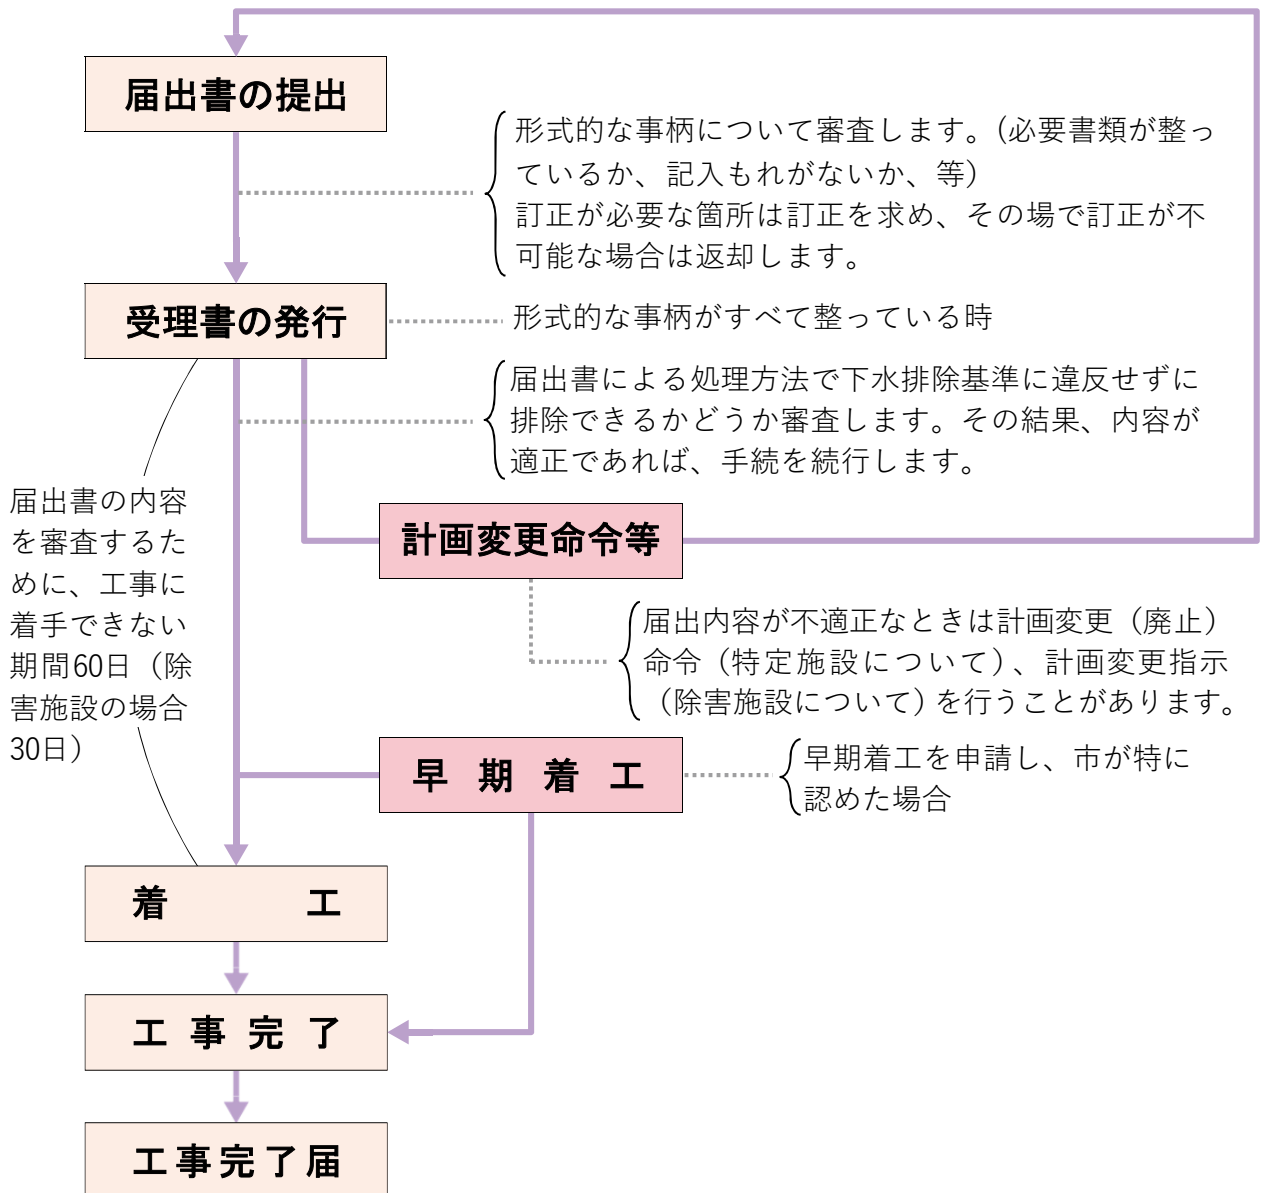 届出書の提出
形式的な事柄について審査します。(必要書類が整っ
ているか、記入もれがないか、等)
訂正が必要な箇所は訂正を求め、その場で訂正が不
可能な場合は返却します。
受理書の発行
形式的な事柄がすべて整っている時
届出書による処理方法で下水排除基準に違反せずに
排除できるかどうか審査します。その結果、内容が
適正であれば、手続を続行します。
届出書の内容
を審査するた
めに、工事に
着手できない
期間60日（除
害施設の場合
30日）
計画変更命令等
届出内容が不適正なときは計画変更（廃止）
命令（特定施設について）、計画変更指示
（除害施設について）を行うことがあります。
早期着工
早期着工を申請し、市が特に
認めた場合
着工
工事完了
工事完了届